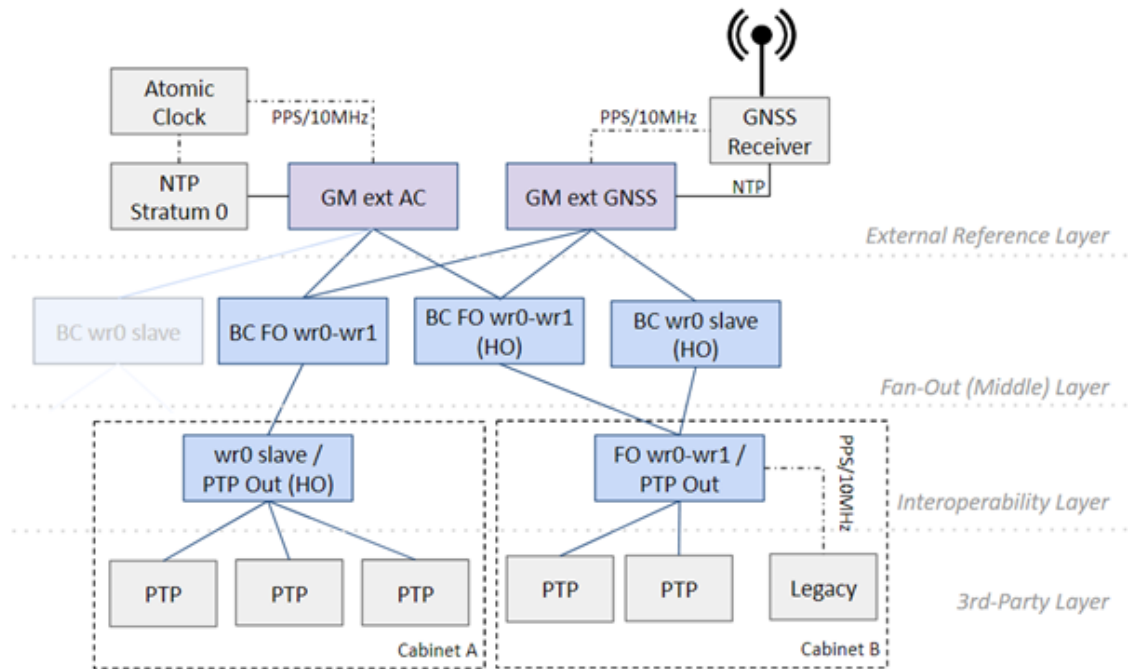 Atomic
Clock
PPS/10MHz
PPS/10MHz
GNSS
Receiver
NTP
Stratum 0
GM ext AC
GM ext GNSS
NTP
External Reference Layer
BC wr0 slave
BC FO wr0-wr1
BC FO wr0-wr1
(HO)
BC wr0 slave
(HO)
Fan-Out (Middle) Layer
wr0 slave /
PTP Out (HO)
FO wr0-wr1 /
PTP Out
PPS/10MHz
Interoperability Layer
PTP
PTP
PTP
PTP
PTP
Legacy
3rd-Party Layer
Cabinet A
Cabinet B